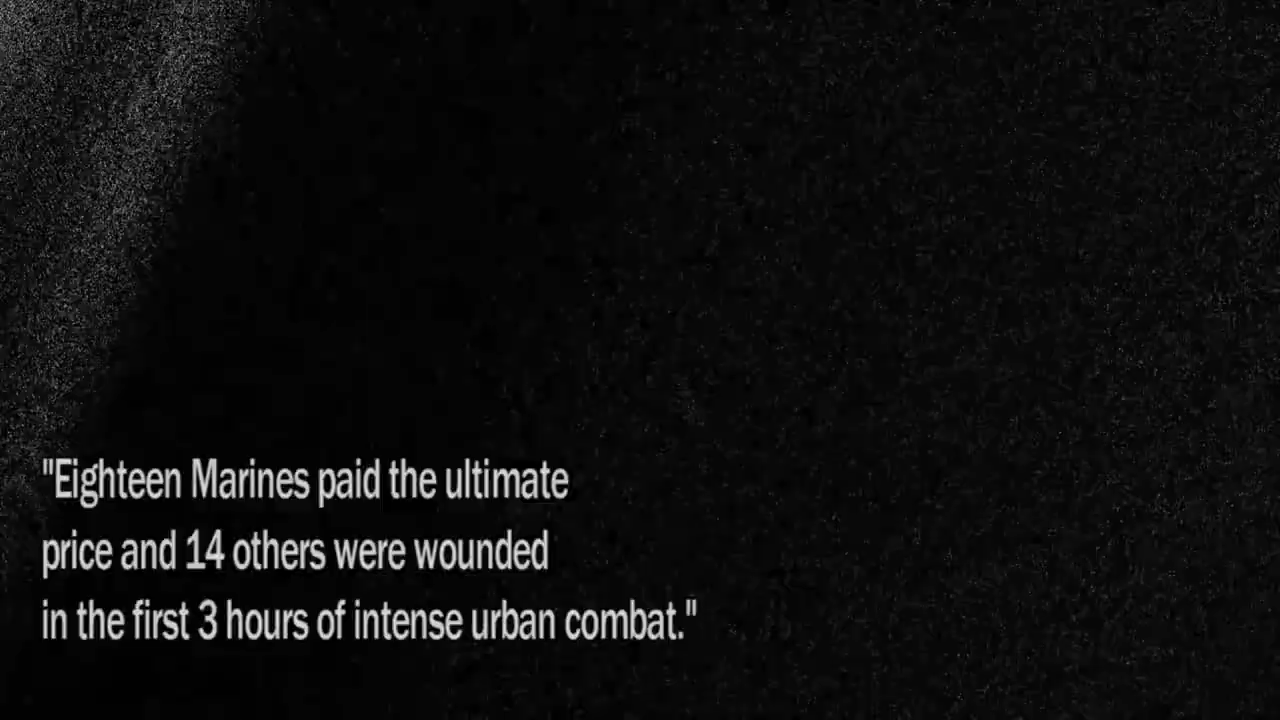 "Eighteen Marines paid the ultimate
price and 14 others were wounded
in the first 3 hours of intense urban combat."